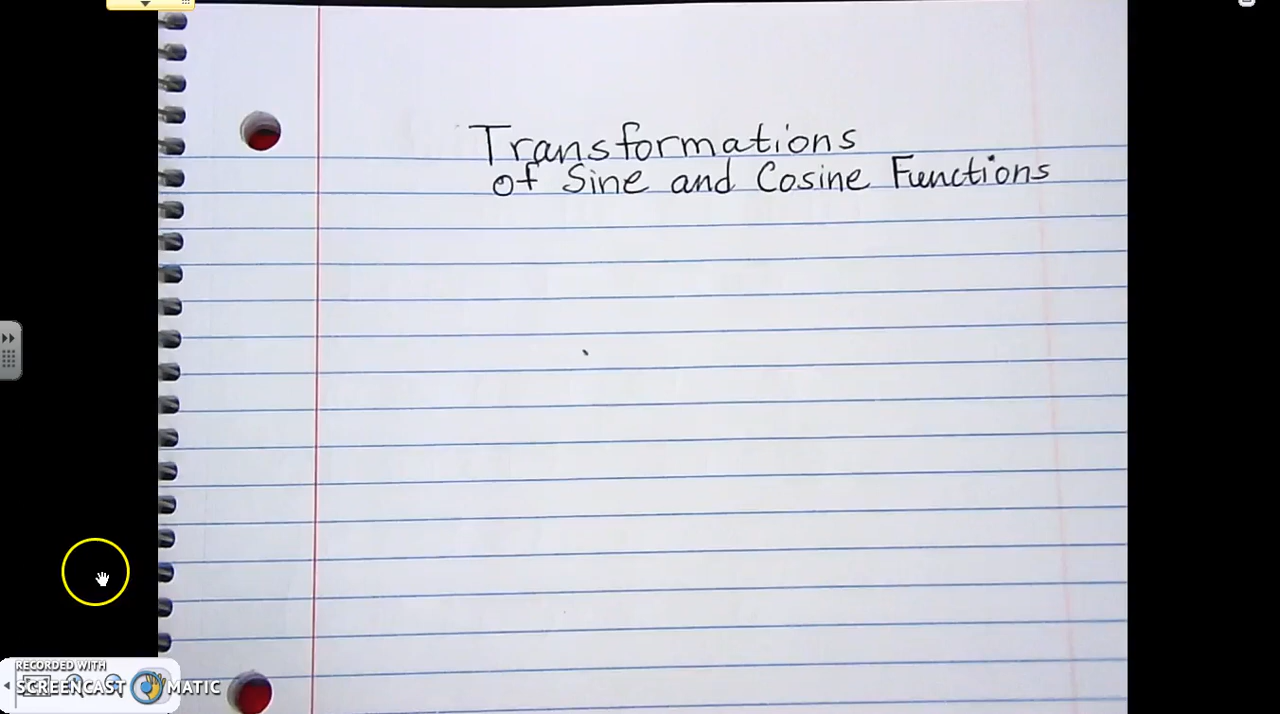 Transformations
of Sine and Cosine Functions
RECORDED WITH
SCREENCAST MATIC